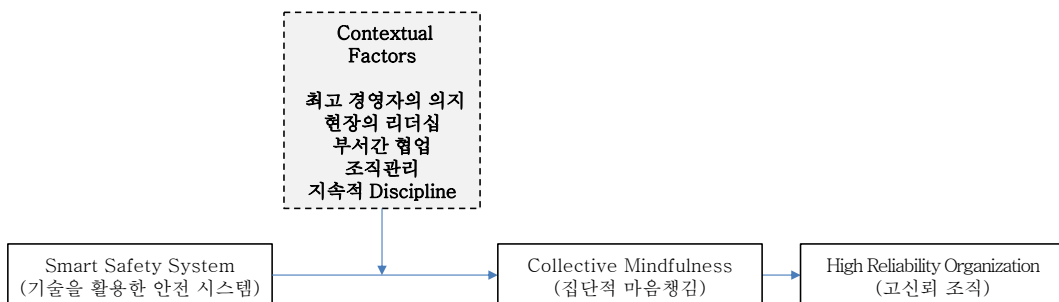 Contextual
Factors
최고 경영자의 의지
현장의 리더십
부서간 협업
조직관리
지속적 Discipline
Smart Safety System
(기술을 활용한 안전 시스템)
Collective Mindfulness
(집단적 마음챙김)
High Reliability Organization
(고신뢰 조직)